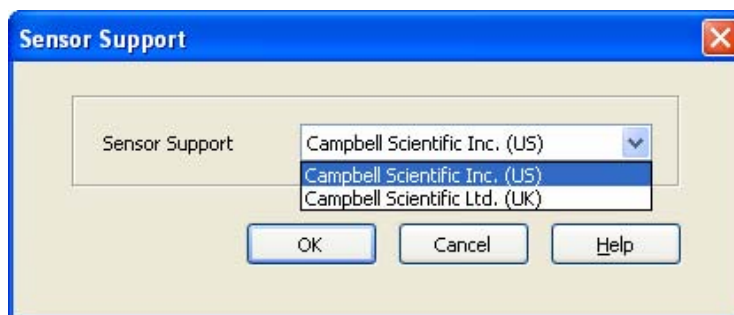 Sensor Support
Sensor Support Campbell Scientific Inc. (US)
Campbell Scientific Inc. (US)
Campbell Scientific Ltd. (UK)
OK Cancel Help